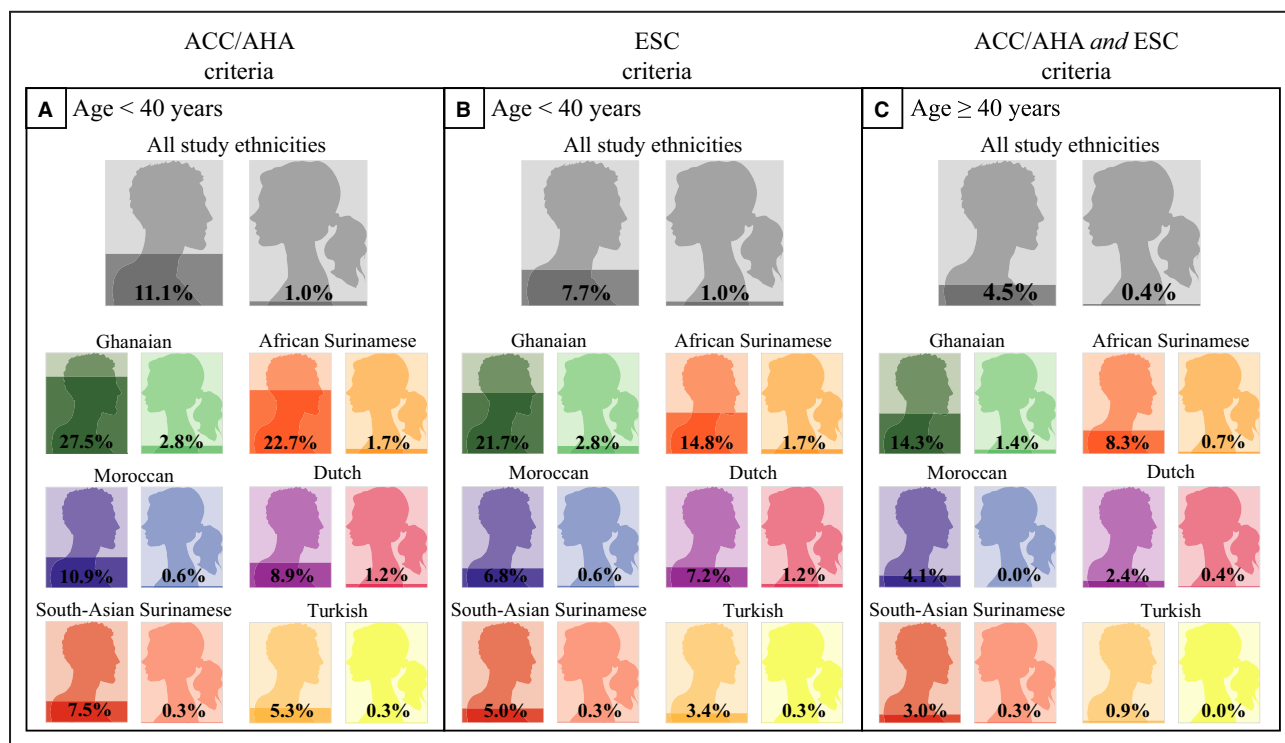 ACC/AHA
criteria
ESC
criteria
ACC/AHA and ESC
criteria
A Age < 40 years
All study ethnicities
11.1% 1.0%
Ghanaian African Surinamese
27.5% 2.8% 22.7% 1.7%
Moroccan Dutch
10.9% 0.6% 8.9% 1.2%
South-Asian Surinamese Turkish
7.5% 0.3% 5.3% 0.3%
B Age < 40 years
All study ethnicities
7.7% 1.0%
Ghanaian African Surinamese
21.7% 2.8% 14.8% 1.7%
Moroccan Dutch
6.8% 0.6% 7.2% 1.2%
South-Asian Surinamese Turkish
5.0% 0.3% 3.4% 0.3%
C Age ≥ 40 years
All study ethnicities
4.5% 0.4%
Ghanaian African Surinamese
14.3% 1.4% 8.3% 0.7%
Moroccan Dutch
4.1% 0.0% 2.4% 0.4%
South-Asian Surinamese Turkish
3.0% 0.3% 0.9% 0.0%